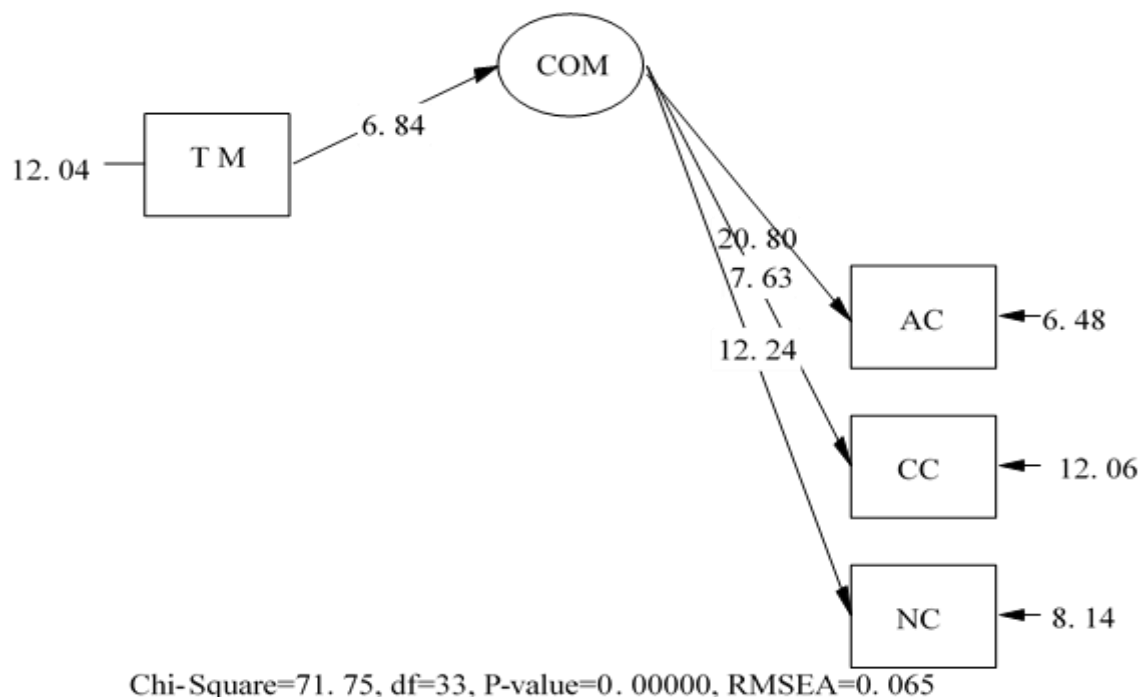 COM
6. 84
T M
12. 04
20. 80
7. 63
AC
6. 48
12. 24
CC
12. 06
NC
8. 14
Chi-Square=71. 75, df=33, P-value=0. 00000, RMSEA=0. 065